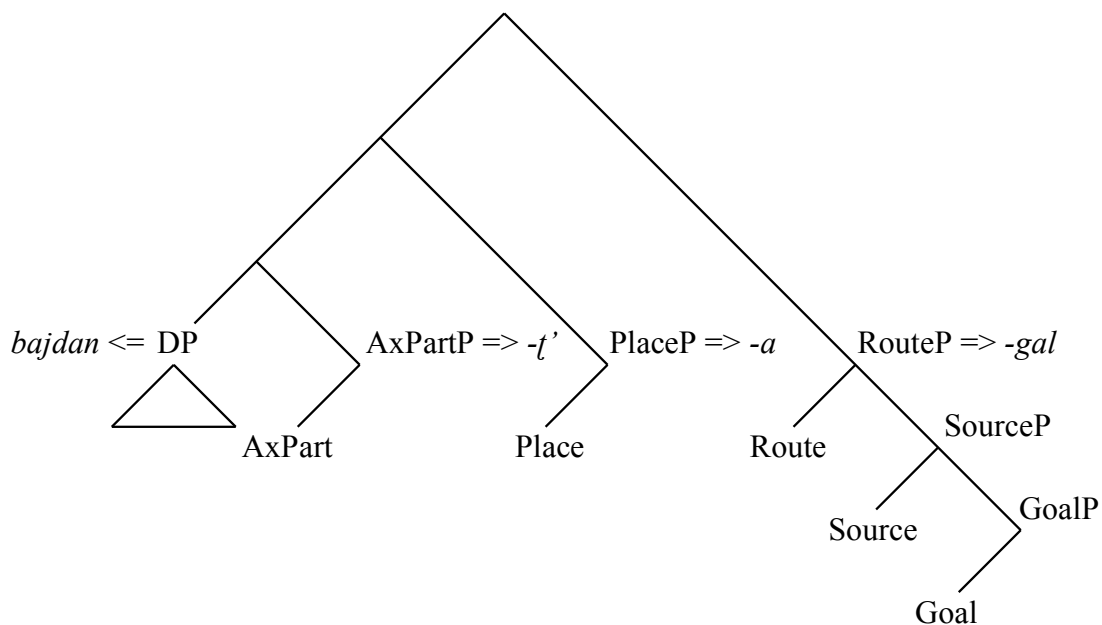 bajdan <= DP AxPartP => -ƫ’ PlaceP => -a RouteP => -gal
AxPart Place Route SourceP
Source GoalP
Goal